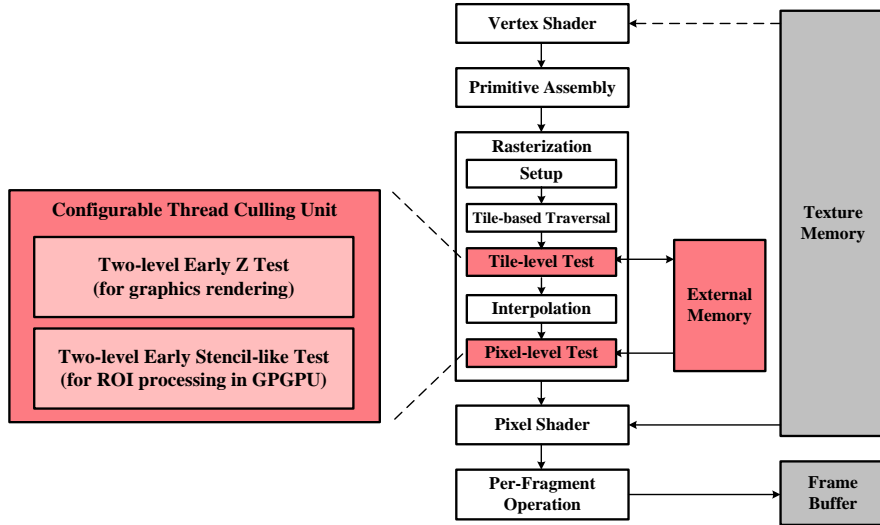 Vertex Shader
Primitive Assembly
Rasterization
Setup
Tile-based Traversal
Tile-level Test
Interpolation
Pixel-level Test
Pixel Shader
Per-Fragment
Operation
Configurable Thread Culling Unit
Two-level Early Z Test
(for graphics rendering)
Two-level Early Stencil-like Test
(for ROI processing in GPGPU)
External
Memory
Texture
Memory
Frame
Buffer